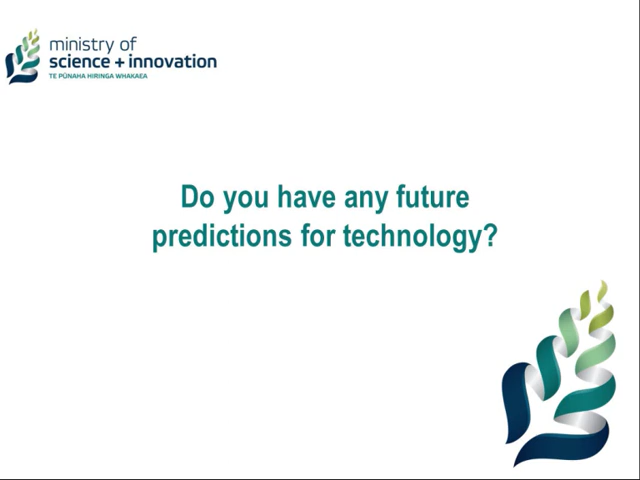 ministry of
science + innovation
TE PŪNAHA HIRINGA WHAKAEA
Do you have any future
predictions for technology?